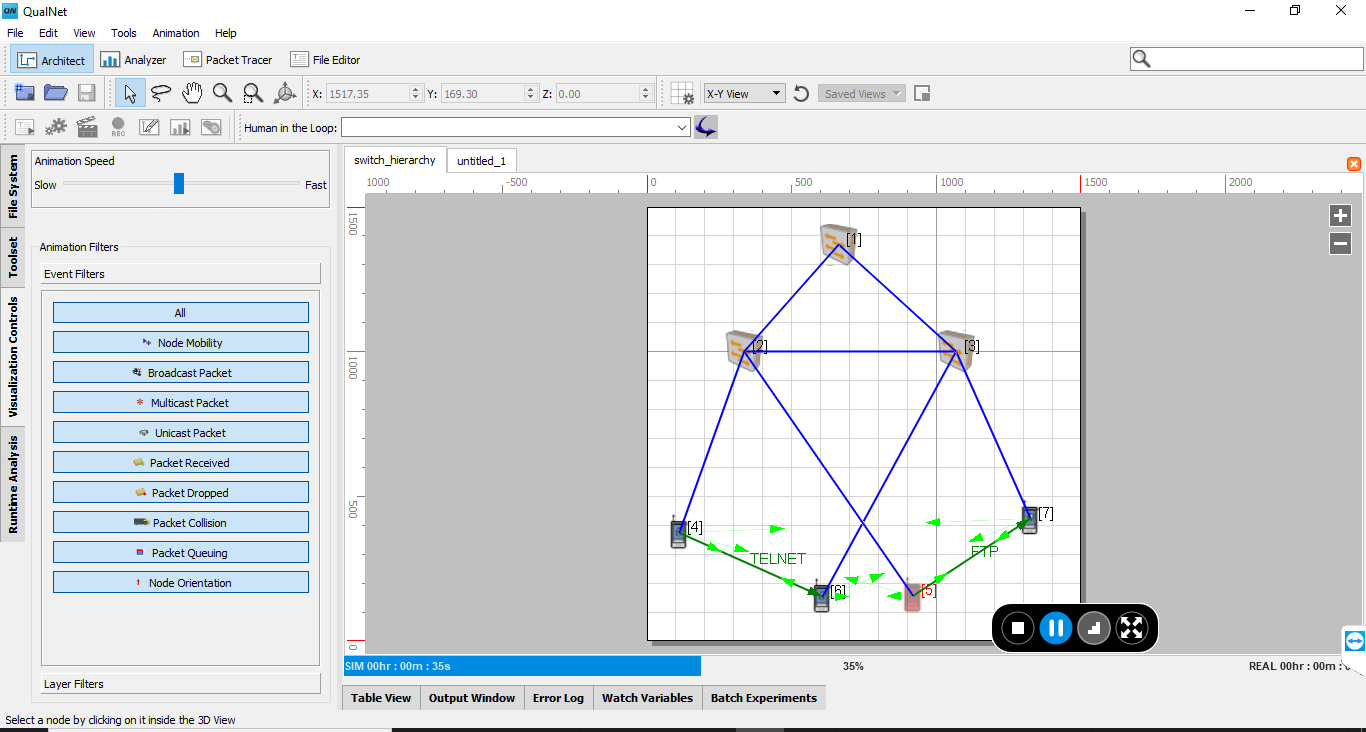 QualNet
File Edit View Tools Animation Help
Architect Analyzer Packet Tracer File Editor
X: 1517.35 Y: 169.30 Z: 0.00 X-Y View Saved Views
REC Human in the Loop:
File System
Toolset
Visualization Controls
Runtime Analysis
Animation Speed
Slow Fast
Animation Filters
Event Filters
All
Node Mobility
Broadcast Packet
Multicast Packet
Unicast Packet
Packet Received
Packet Dropped
Packet Collision
Packet Queuing
Node Orientation
Layer Filters
switch_hierarchy untitled_1
1000 -500 0 500 1000 1500 2000
1500
1000
500
0
[1]
[2] [3]
[4] [7]
TELNET FTP
[6] [5]
SIM 00hr : 00m : 35s 35% REAL 00hr : 00m :
Table View Output Window Error Log Watch Variables Batch Experiments
Select a node by clicking on it inside the 3D View